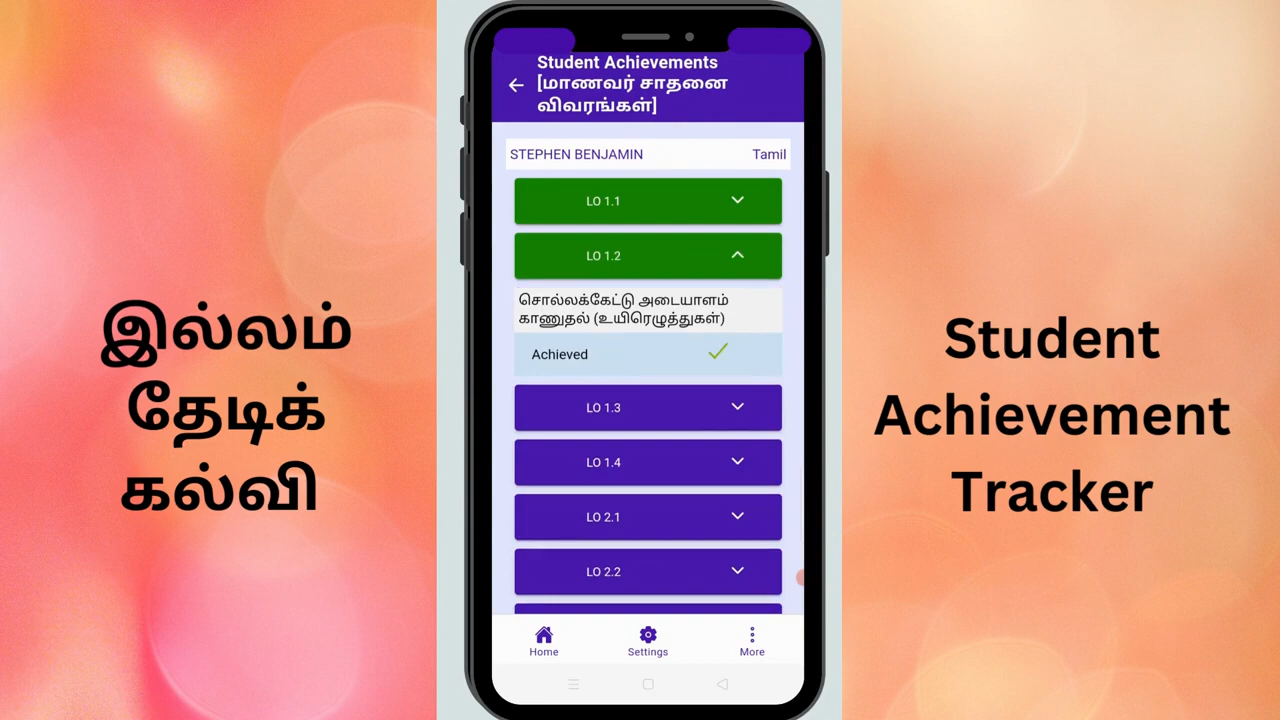 இல்லம்
தேடிக்
கல்வி
Student Achievements
[மாணவர் சாதனை
விவரங்கள்]
STEPHEN BENJAMIN Tamil
LO 1.1
LO 1.2
சொல்லக்கேட்டு அடையாளம்
காணுதல் (உயிரெழுத்துகள்)
Achieved
LO 1.3
LO 1.4
LO 2.1
LO 2.2
Home Settings More
Student
Achievement
Tracker